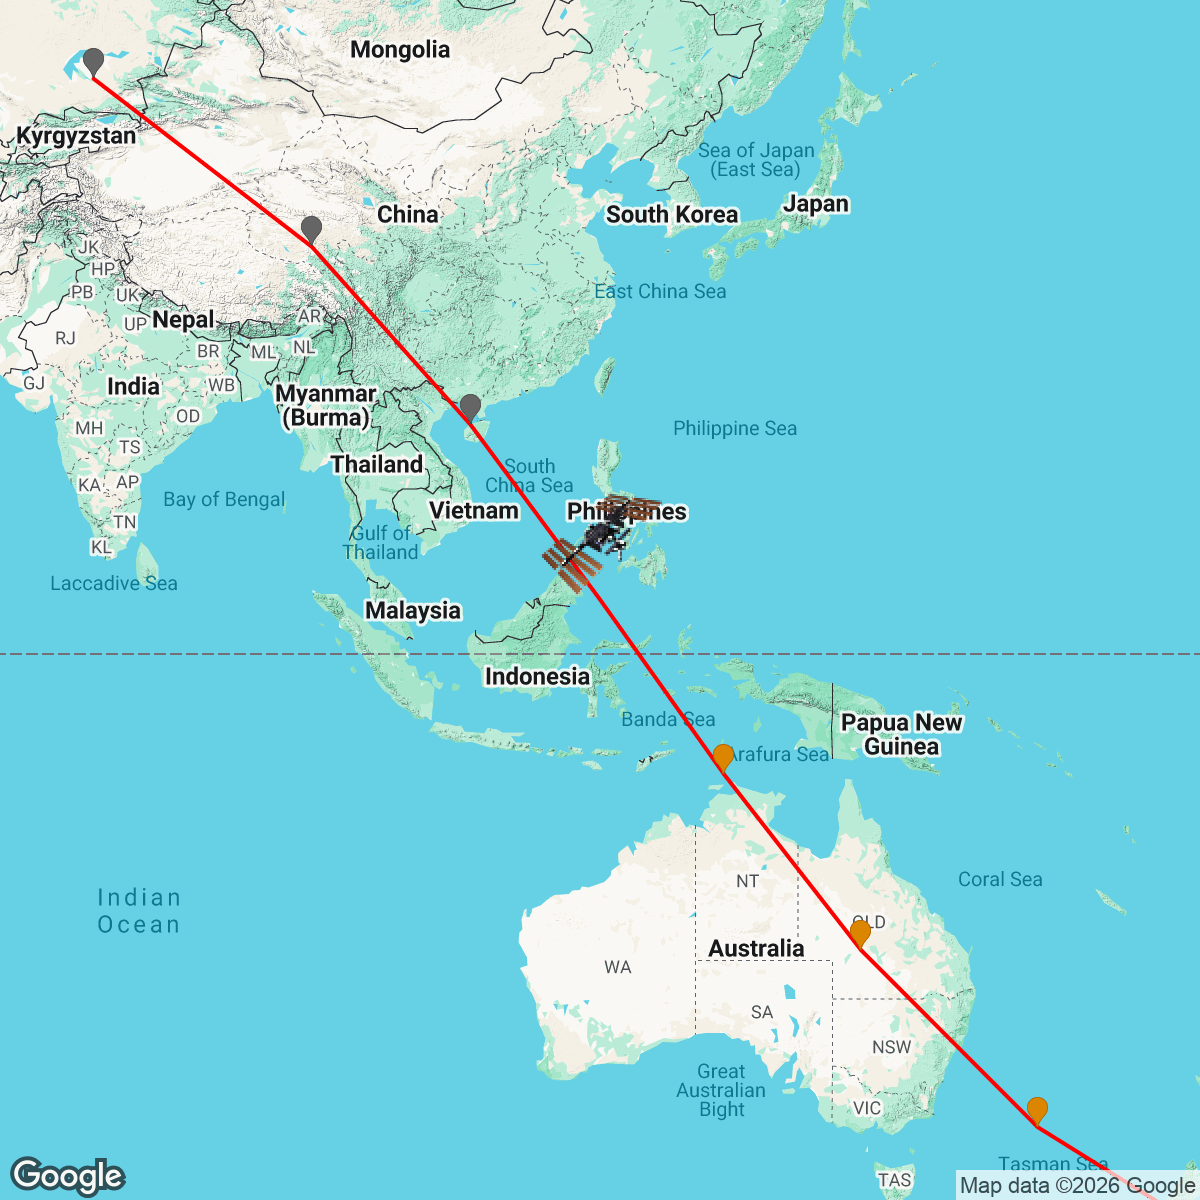 Mongolia
Kyrgyzstan
Sea of Japan
(East Sea)
Japan
China
South Korea
JK
HP
PB
UK
East China Sea
Nepal
AR
UP
RJ
NL
BR
ML
GJ
India
WB
Myanmar
(Burma)
OD
MH
Philippine Sea
TS
Thailand
South
China Sea
KA
AP
Bay of Bengal
Vietnam
Philippines
TN
Gulf of
Thailand
KL
Laccadive Sea
Malaysia
Indonesia
Banda Sea
Papua New
Guinea
Arafura Sea
NT
Coral Sea
Indian
Ocean
QLD
Australia
WA
SA
NSW
Great
Australian
Bight
VIC
Tasman Sea
TAS
Google
Map data ©2026 Google